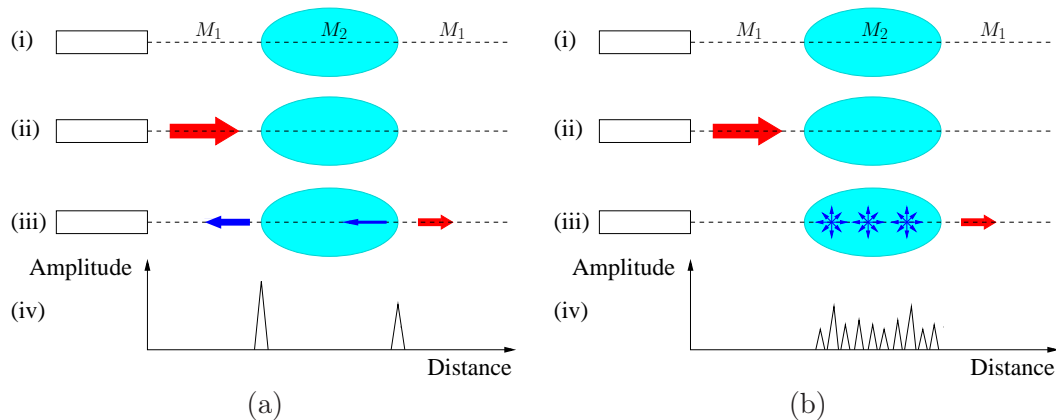 (i) M₁ M₂ M₁
(ii)
(iii)
Amplitude
(iv)
Distance
(a)
(i) M₁ M₂ M₁
(ii)
(iii)
Amplitude
(iv)
Distance
(b)